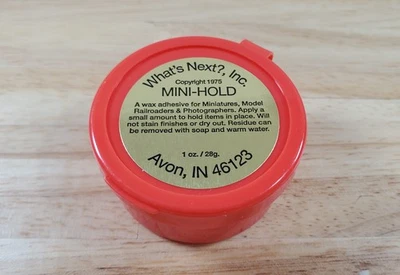 What's Next?, Inc.
Copyright 1975
MINI-HOLD
A wax adhesive for Miniatures, Model
Railroaders & Photographers. Apply a
small amount to hold items in place. Will
not stain finishes or dry out. Residue can
be removed with soap and warm water.
1 oz. / 28g.
Avon, IN 46123